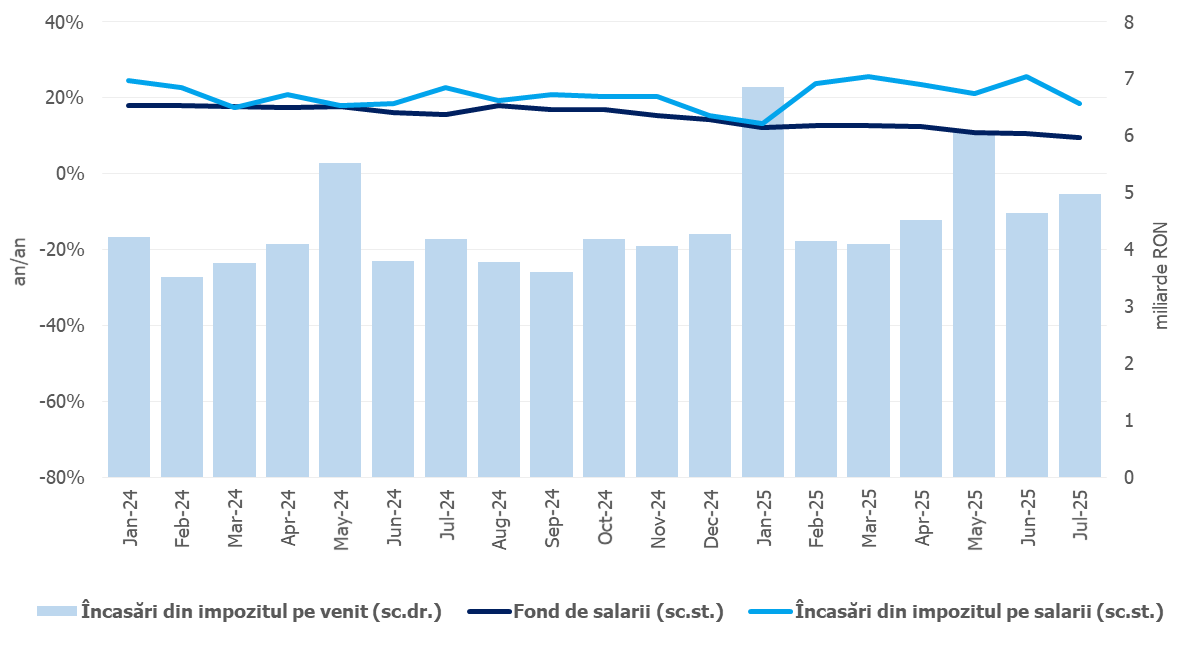 40%
20%
0%
-20%
-40%
-60%
-80%
an/an
8
7
6
5
4
3
2
1
0
miliarde RON
Jan-24
Feb-24
Mar-24
Apr-24
May-24
Jun-24
Jul-24
Aug-24
Sep-24
Oct-24
Nov-24
Dec-24
Jan-25
Feb-25
Mar-25
Apr-25
May-25
Jun-25
Jul-25
Încasări din impozitul pe venit (sc.dr.)
Fond de salarii (sc.st.)
Încasări din impozitul pe salarii (sc.st.)